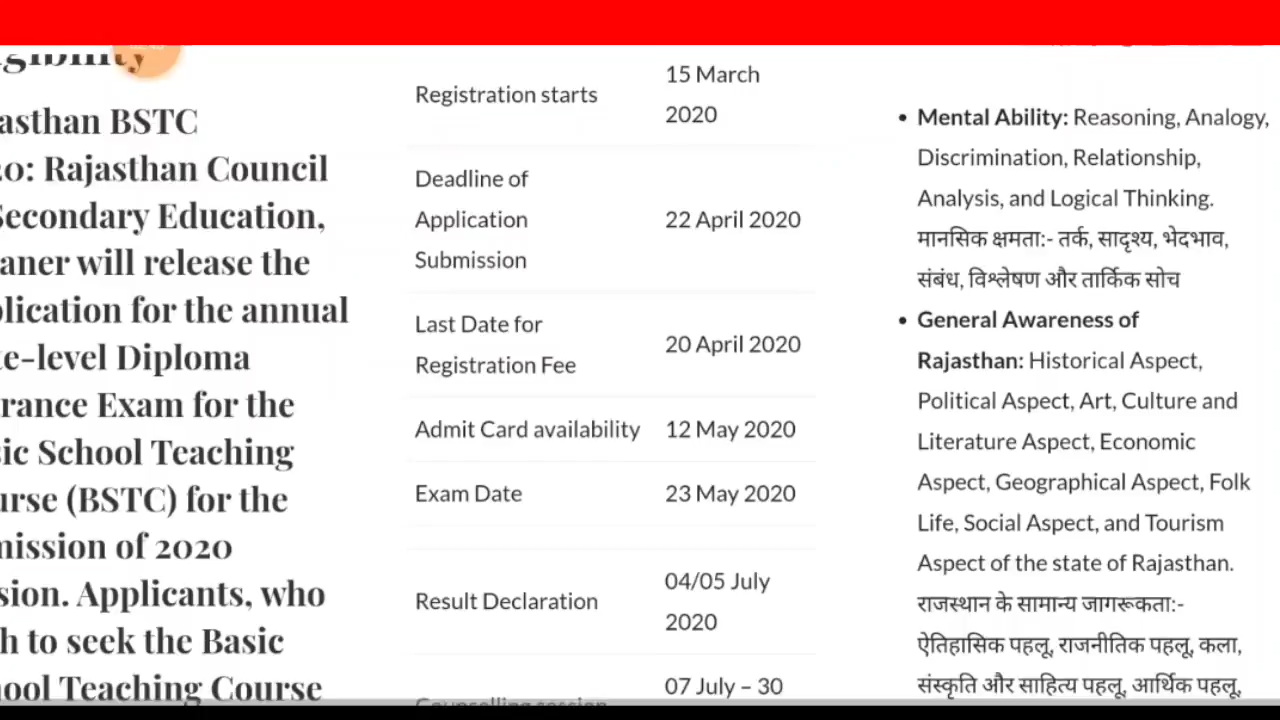 asthan BSTC
20: Rajasthan Council
Secondary Education,
aner will release the
lication for the annual
te-level Diploma
rance Exam for the
sic School Teaching
urse (BSTC) for the
mission of 2020
sion. Applicants, who
h to seek the Basic
hool Teaching Course
Registration starts
15 March
2020
Deadline of
Application
Submission
22 April 2020
Last Date for
Registration Fee
20 April 2020
Admit Card availability
12 May 2020
Exam Date
23 May 2020
Result Declaration
04/05 July
2020
07 July – 30
• Mental Ability: Reasoning, Analogy,
Discrimination, Relationship,
Analysis, and Logical Thinking.
मानसिक क्षमता:- तर्क, सादृश्य, भेदभाव,
संबंध, विश्लेषण और तार्किक सोच
• General Awareness of
Rajasthan: Historical Aspect,
Political Aspect, Art, Culture and
Literature Aspect, Economic
Aspect, Geographical Aspect, Folk
Life, Social Aspect, and Tourism
Aspect of the state of Rajasthan.
राजस्थान के सामान्य जागरूकता:-
ऐतिहासिक पहलू, राजनीतिक पहलू, कला,
संस्कृति और साहित्य पहलू, आर्थिक पहलू,